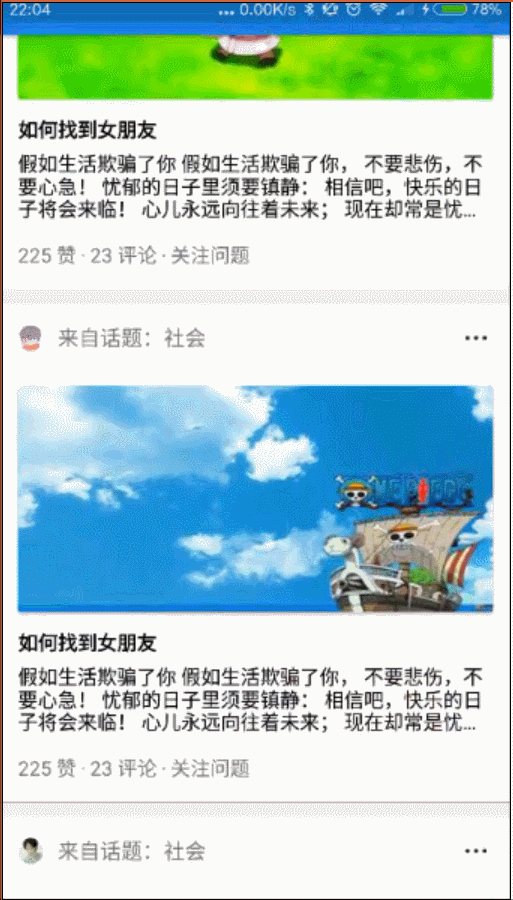 22:04 ... 0.00K/s 78%
如何找到女朋友
假如生活欺骗了你 假如生活欺骗了你， 不要悲伤，不
要心急！ 忧郁的日子里须要镇静： 相信吧，快乐的日
子将会来临！ 心儿永远向往着未来； 现在却常是忧...
225 赞 · 23 评论 · 关注问题
来自话题：社会
ONE PIECE
如何找到女朋友
假如生活欺骗了你 假如生活欺骗了你， 不要悲伤，不
要心急！ 忧郁的日子里须要镇静： 相信吧，快乐的日
子将会来临！ 心儿永远向往着未来； 现在却常是忧...
225 赞 · 23 评论 · 关注问题
来自话题：社会